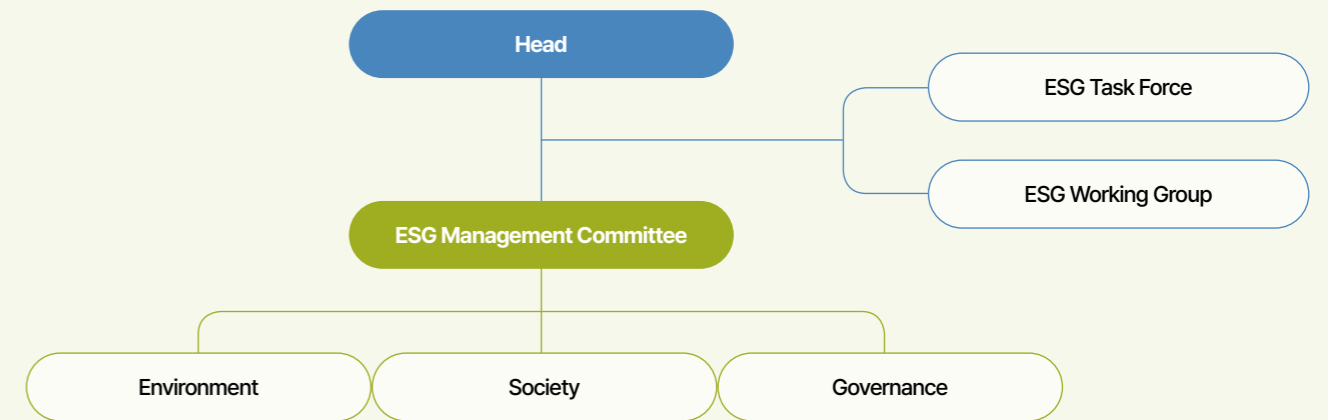 Head
ESG Task Force
ESG Working Group
ESG Management Committee
Environment
Society
Governance